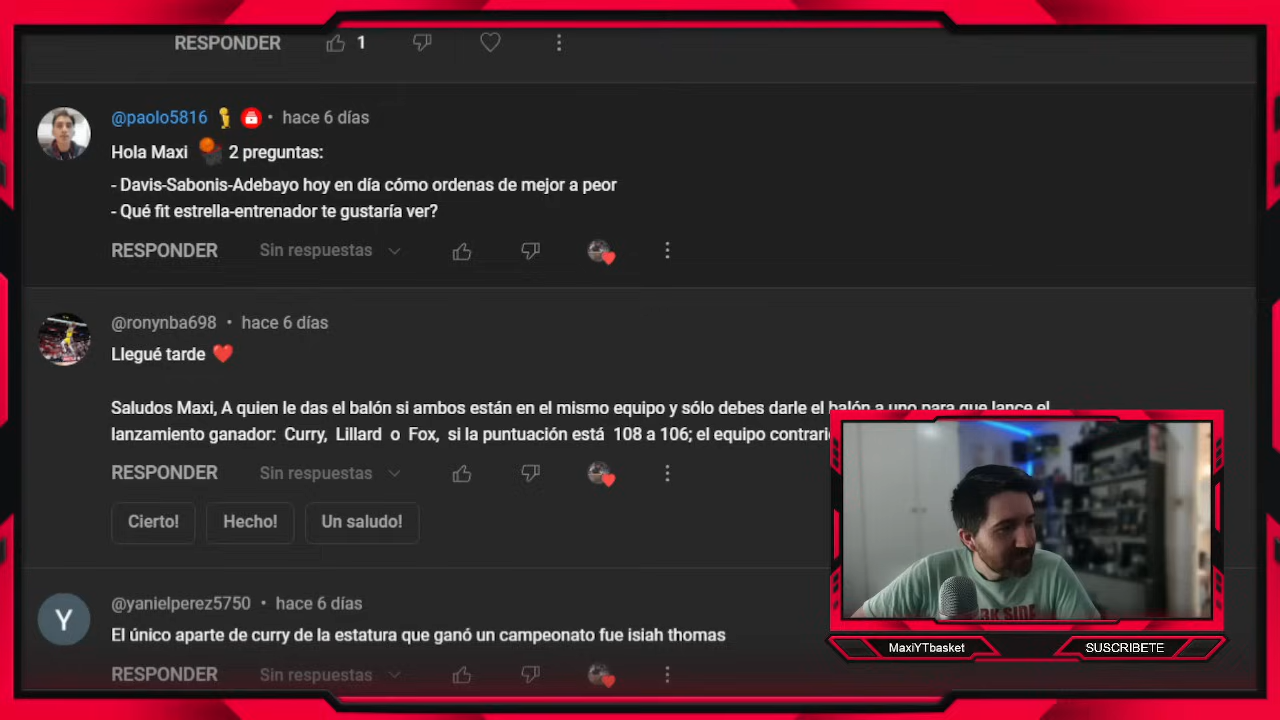 RESPONDER 1
@paolo5816 • hace 6 días
Hola Maxi 2 preguntas:
- Davis-Sabonis-Adebayo hoy en día cómo ordenas de mejor a peor
- Qué fit estrella-entrenador te gustaría ver?
RESPONDER Sin respuestas
@ronynba698 • hace 6 días
Llegué tarde ❤️
Saludos Maxi, A quien le das el balón si ambos están en el mismo equipo y sólo debes darle el balón a uno para que lance el
lanzamiento ganador: Curry, Lillard o Fox, si la puntuación está 108 a 106; el equipo contrario
RESPONDER Sin respuestas
Cierto! Hecho! Un saludo!
Y @yanielperez5750 • hace 6 días
El único aparte de curry de la estatura que ganó un campeonato fue isiah thomas
RESPONDER Sin respuestas
RK SIDE
MaxiYTbasket SUSCRIBETE